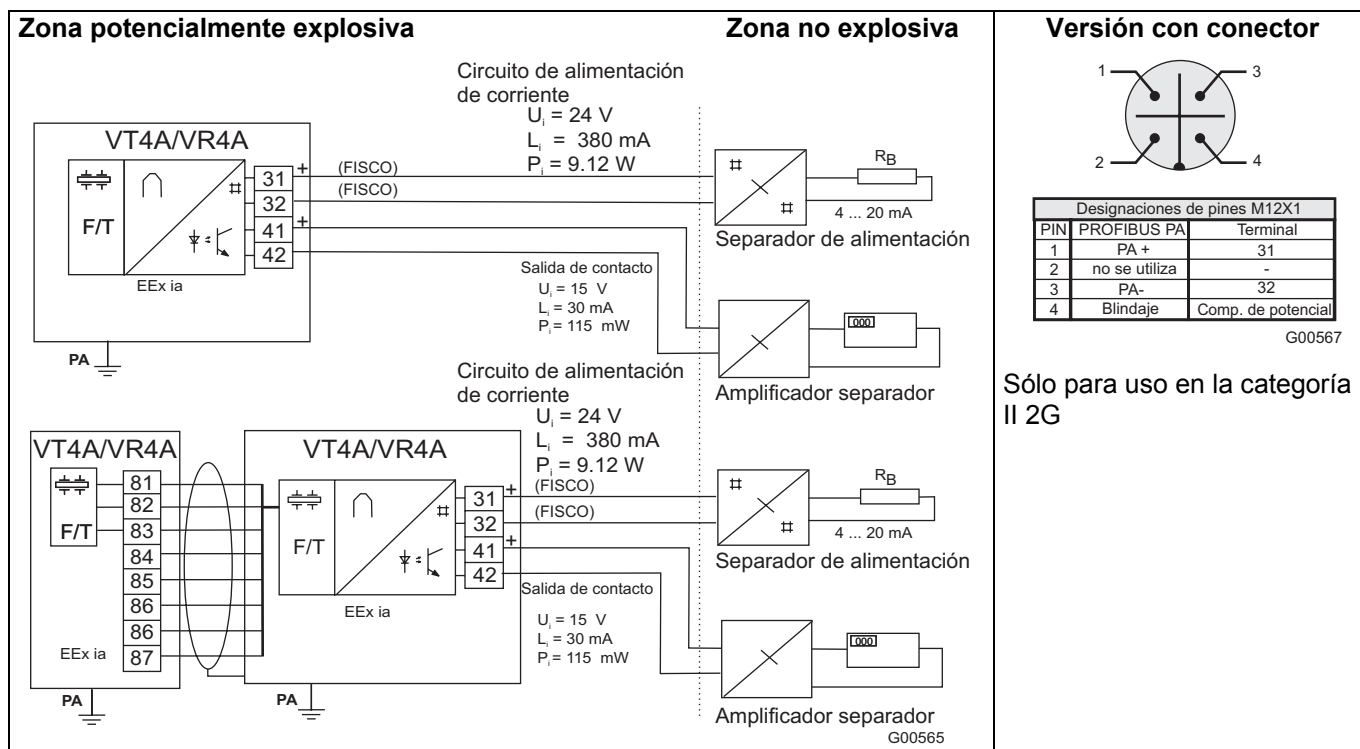 Zona potencialmente explosiva
Zona no explosiva
Circuito de alimentación
de corriente
Ui = 24 V
Li = 380 mA
Pi = 9.12 W
VT4A/VR4A
F/T
31
+
(FISCO)
32
(FISCO)
41
+
42
EEx ia
PA
RB
4 ... 20 mA
Separador de alimentación
Salida de contacto
Ui = 15 V
Li = 30 mA
Pi = 115 mW
000
Amplificador separador
Circuito de alimentación
de corriente
Ui = 24 V
Li = 380 mA
Pi = 9.12 W
VT4A/VR4A
F/T
81
82
83
84
85
86
86
87
EEx ia
PA
VT4A/VR4A
F/T
31
+
(FISCO)
32
(FISCO)
41
+
42
EEx ia
PA
RB
4 ... 20 mA
Separador de alimentación
Salida de contacto
Ui = 15 V
Li = 30 mA
Pi = 115 mW
000
Amplificador separador
G00565
Versión con conector
1
3
2
4
Designaciones de pines M12X1
PIN PROFIBUS PA Terminal
1 PA + 31
2 no se utiliza -
3 PA- 32
4 Blindaje Comp. de potencial
G00567
Sólo para uso en la categoría
II 2G